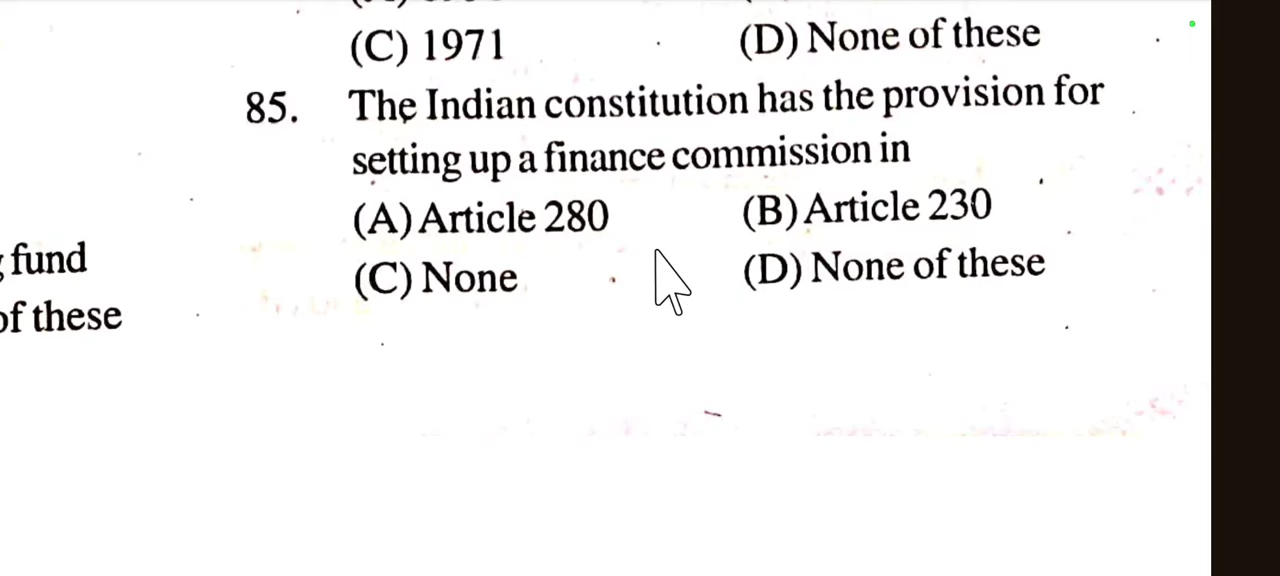 (C) 1971 (D) None of these
85. The Indian constitution has the provision for
setting up a finance commission in
(A) Article 280 (B) Article 230
fund
(C) None (D) None of these
of these